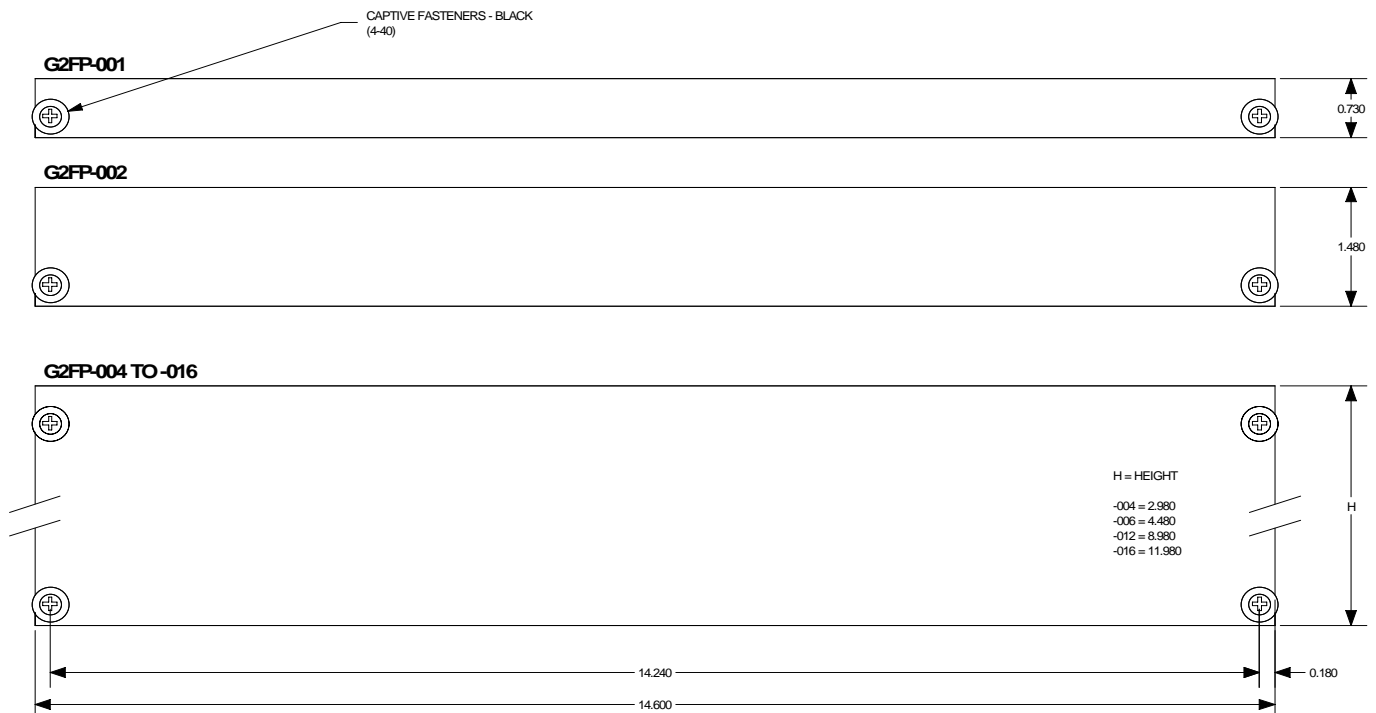 CAPTIVE FASTENERS - BLACK
(4-40)
G2FP-001
0.730
G2FP-002
1.480
G2FP-004 TO -016
H = HEIGHT
-004 = 2.980
-006 = 4.480
-012 = 8.980
-016 = 11.980
H
14.240
0.180
14.600